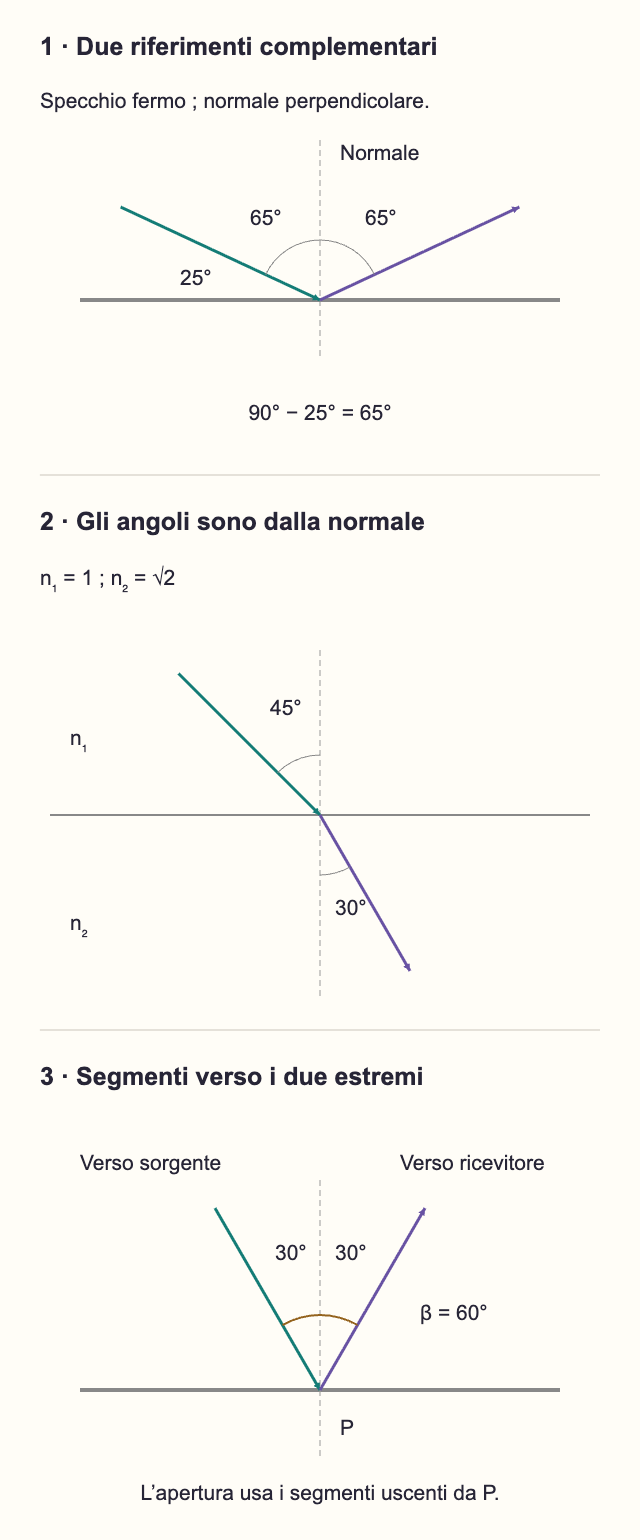 1 · Due riferimenti complementari
Specchio fermo ; normale perpendicolare.
Normale
65° 65°
25°
90° − 25° = 65°
2 · Gli angoli sono dalla normale
n₁ = 1 ; n₂ = √2
45°
n₁
30°
n₂
3 · Segmenti verso i due estremi
Verso sorgente Verso ricevitore
30° 30°
β = 60°
P
L’apertura usa i segmenti uscenti da P.